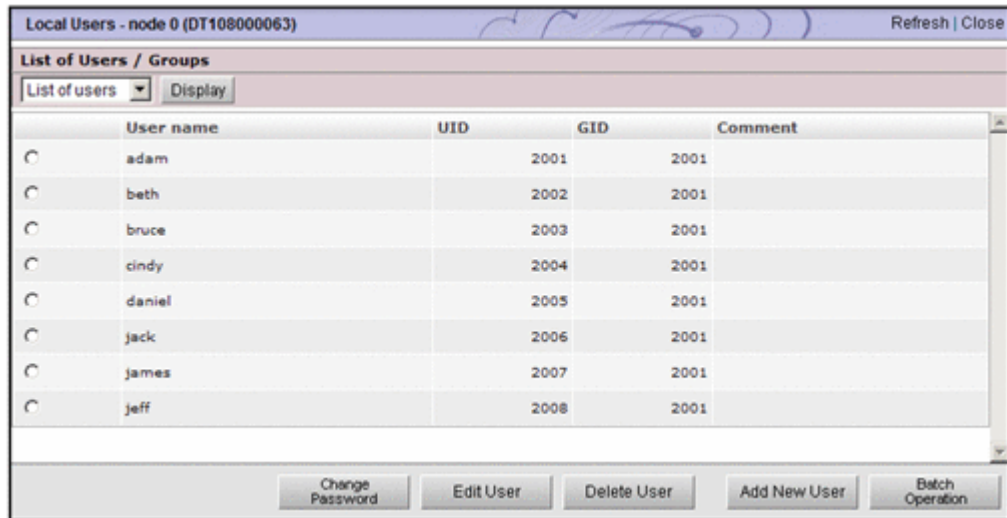 Local Users - node 0 (DT108000063) Refresh | Close
List of Users / Groups
List of users Display
User name UID GID Comment
adam 2001 2001
beth 2002 2001
bruce 2003 2001
cindy 2004 2001
daniel 2005 2001
jack 2006 2001
james 2007 2001
jeff 2008 2001
Change Password Edit User Delete User Add New User Batch Operation